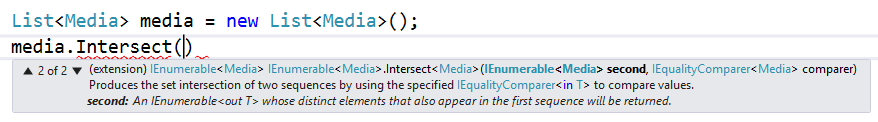 List<Media> media = new List<Media>();
media.Intersect()
▲ 2 of 2 ▼ (extension) IEnumerable<Media> IEnumerable<Media>.Intersect<Media>(IEnumerable<Media> second, IEqualityComparer<Media> comparer)
Produces the set intersection of two sequences by using the specified IEqualityComparer<in T> to compare values.
second: An IEnumerable<out T> whose distinct elements that also appear in the first sequence will be returned.